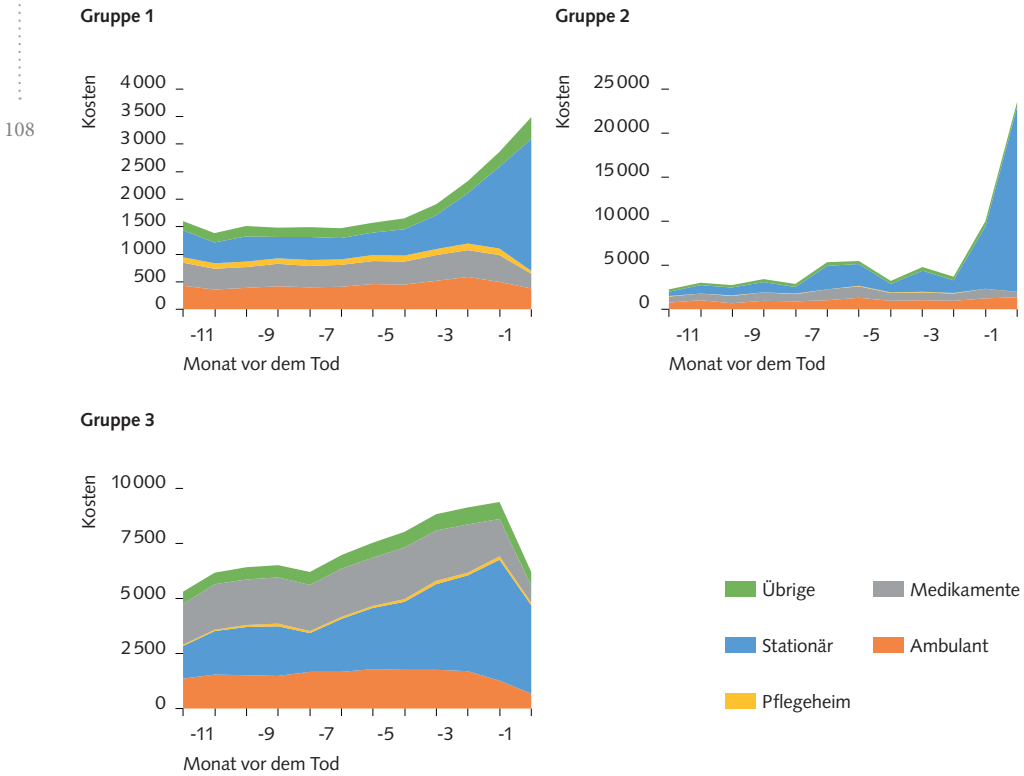 108
Gruppe 1
Kosten
4 000
3 500
3 000
2 500
2 000
1 500
1 000
500
0
-11 -9 -7 -5 -3 -1
Monat vor dem Tod
Gruppe 2
Kosten
25 000
20 000
15 000
10 000
5 000
0
-11 -9 -7 -5 -3 -1
Monat vor dem Tod
Gruppe 3
Kosten
10 000
7 500
5 000
2 500
0
-11 -9 -7 -5 -3 -1
Monat vor dem Tod
Übrige Medikamente
Stationär Ambulant
Pflegeheim